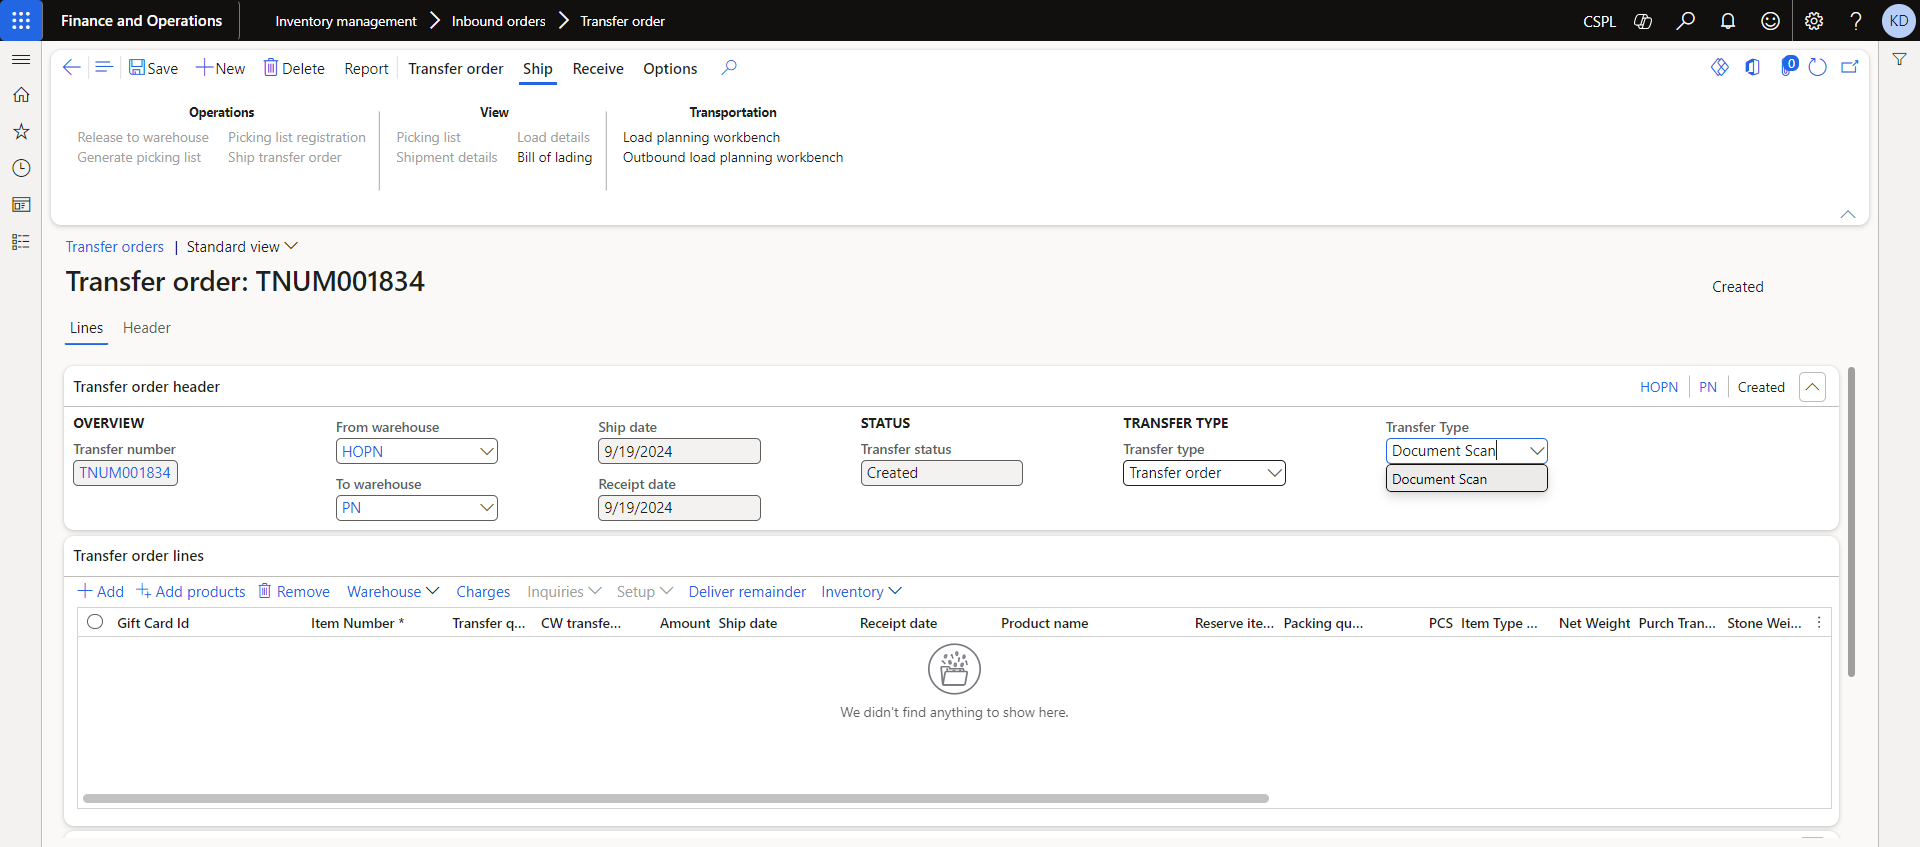 Finance and Operations
Inventory management
Inbound orders
Transfer order
CSPL
KD
Save
New
Delete
Report
Transfer order
Ship
Receive
Options
0
Operations
Release to warehouse
Picking list registration
Generate picking list
Ship transfer order
View
Picking list
Load details
Shipment details
Bill of lading
Transportation
Load planning workbench
Outbound load planning workbench
Transfer orders | Standard view
Transfer order: TNUM001834
Created
Lines
Header
Transfer order header
HOPN
PN
Created
OVERVIEW
Transfer number
TNUM001834
From warehouse
HOPN
To warehouse
PN
Ship date
9/19/2024
Receipt date
9/19/2024
STATUS
Transfer status
Created
TRANSFER TYPE
Transfer type
Transfer order
Transfer Type
Document Scan
Document Scan
Transfer order lines
Add
Add products
Remove
Warehouse
Charges
Inquiries
Setup
Deliver remainder
Inventory
Gift Card Id
Item Number *
Transfer q...
CW transfe...
Amount
Ship date
Receipt date
Product name
Reserve ite...
Packing qu...
PCS
Item Type ...
Net Weight
Purch Tran...
Stone Wei...
We didn't find anything to show here.